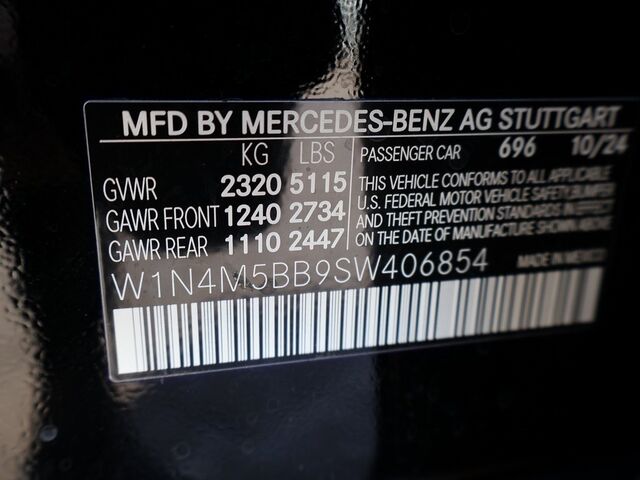 MFD BY MERCEDES-BENZ AG STUTTGART
KG LBS
PASSENGER CAR 696 10/24
GVWR 2320 5115
GAWR FRONT 1240 2734
GAWR REAR 1110 2447
THIS VEHICLE CONFORMS TO ALL APPLICABLE
U.S. FEDERAL MOTOR VEHICLE SAFETY BUMPER
AND THEFT PREVENTION STANDARDS IN EFFECT
ON THE DATE OF MANUFACTURE SHOWN ABOVE.
W1N4M5BB9SW406854
MADE IN MEXICO